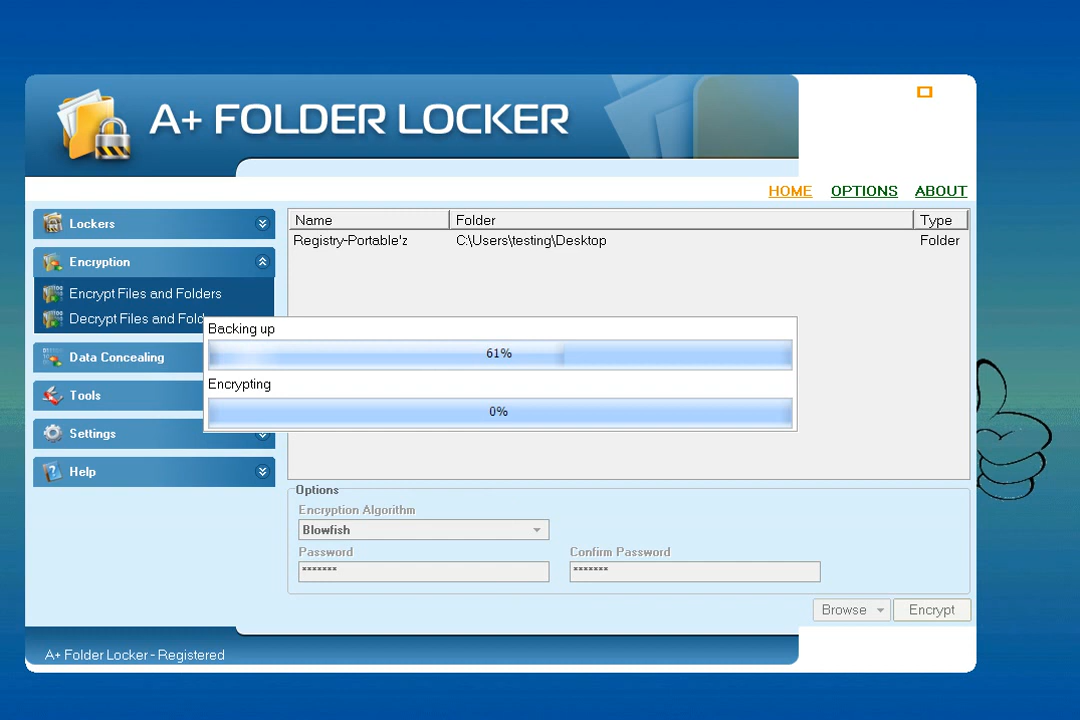 A+ FOLDER LOCKER
HOME OPTIONS ABOUT
Lockers
Encryption
Encrypt Files and Folders
Decrypt Files and Fold
Data Concealing
Tools
Settings
Help
Name Folder Type
Registry-Portable'z C:\Users\testing\Desktop Folder
Backing up
61%
Encrypting
0%
Options
Encryption Algorithm
Blowfish
Password Confirm Password
******* *******
Browse Encrypt
A+ Folder Locker - Registered